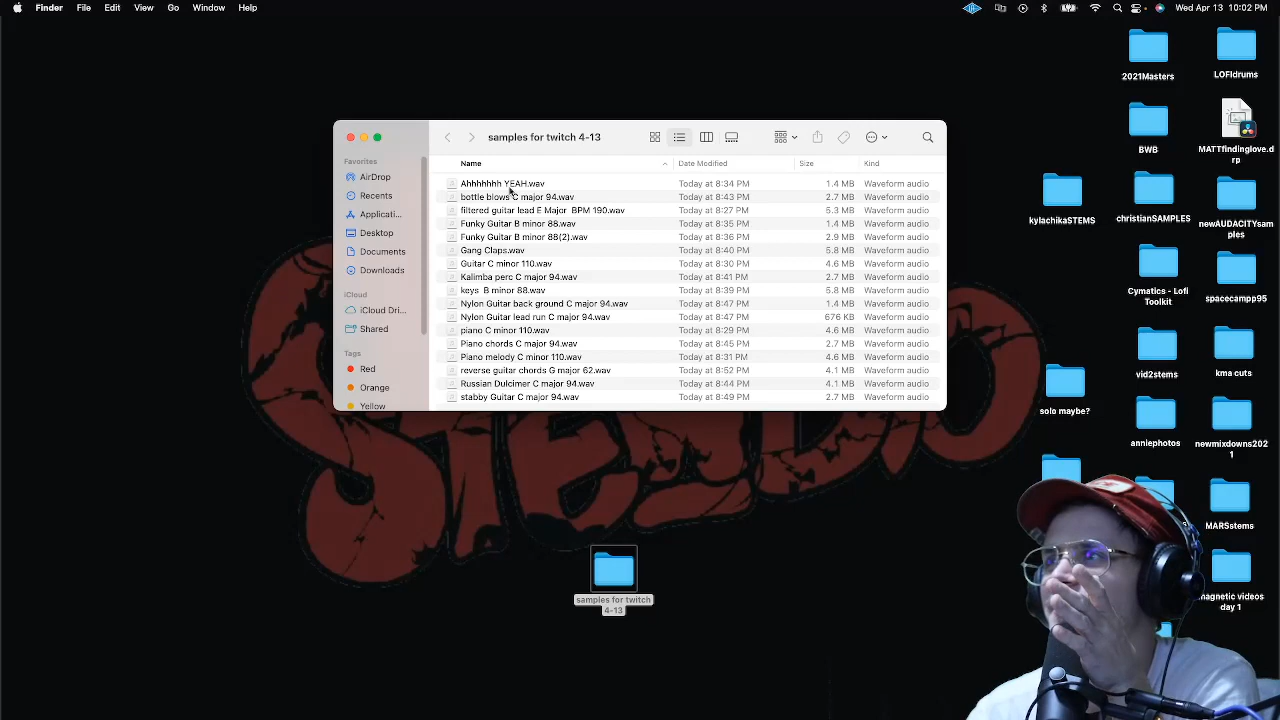 Finder File Edit View Go Window Help
Wed Apr 13 10:02 PM
samples for twitch 4-13
Favorites
AirDrop
Recents
Applicati...
Desktop
Documents
Downloads
iCloud
iCloud Dri...
Shared
Tags
Red
Orange
Yellow
Name Date Modified Size Kind
Ahhhhhhh YEAH.wav Today at 8:34 PM 1.4 MB Waveform audio
bottle blows C major 94.wav Today at 8:43 PM 2.7 MB Waveform audio
filtered guitar lead E Major BPM 190.wav Today at 8:27 PM 5.3 MB Waveform audio
Funky Guitar B minor 88.wav Today at 8:35 PM 1.4 MB Waveform audio
Funky Guitar B minor 88(2).wav Today at 8:36 PM 2.9 MB Waveform audio
Gang Claps.wav Today at 8:40 PM 5.8 MB Waveform audio
Guitar C minor 110.wav Today at 8:30 PM 4.6 MB Waveform audio
Kalimba perc C major 94.wav Today at 8:41 PM 2.7 MB Waveform audio
keys B minor 88.wav Today at 8:39 PM 5.8 MB Waveform audio
Nylon Guitar back ground C major 94.wav Today at 8:47 PM 1.4 MB Waveform audio
Nylon Guitar lead run C major 94.wav Today at 8:47 PM 676 KB Waveform audio
piano C minor 110.wav Today at 8:29 PM 4.6 MB Waveform audio
Piano chords C major 94.wav Today at 8:45 PM 2.7 MB Waveform audio
Piano melody C minor 110.wav Today at 8:31 PM 4.6 MB Waveform audio
reverse guitar chords G major 62.wav Today at 8:52 PM 4.1 MB Waveform audio
Russian Dulcimer C major 94.wav Today at 8:44 PM 4.1 MB Waveform audio
stabby Guitar C major 94.wav Today at 8:49 PM 2.7 MB Waveform audio
samples for twitch
4-13
2021Masters
LOFIdrums
BWB
MATTfindinglove.d
rp
kylachikaSTEMS
christianSAMPLES
newAUDACITYsa
mples
Cymatics - Lofi
Toolkit
spacecampp95
vid2stems
kma cuts
solo maybe?
anniephotos
newmixdowns202
1
MARSstems
magnetic videos
day 1